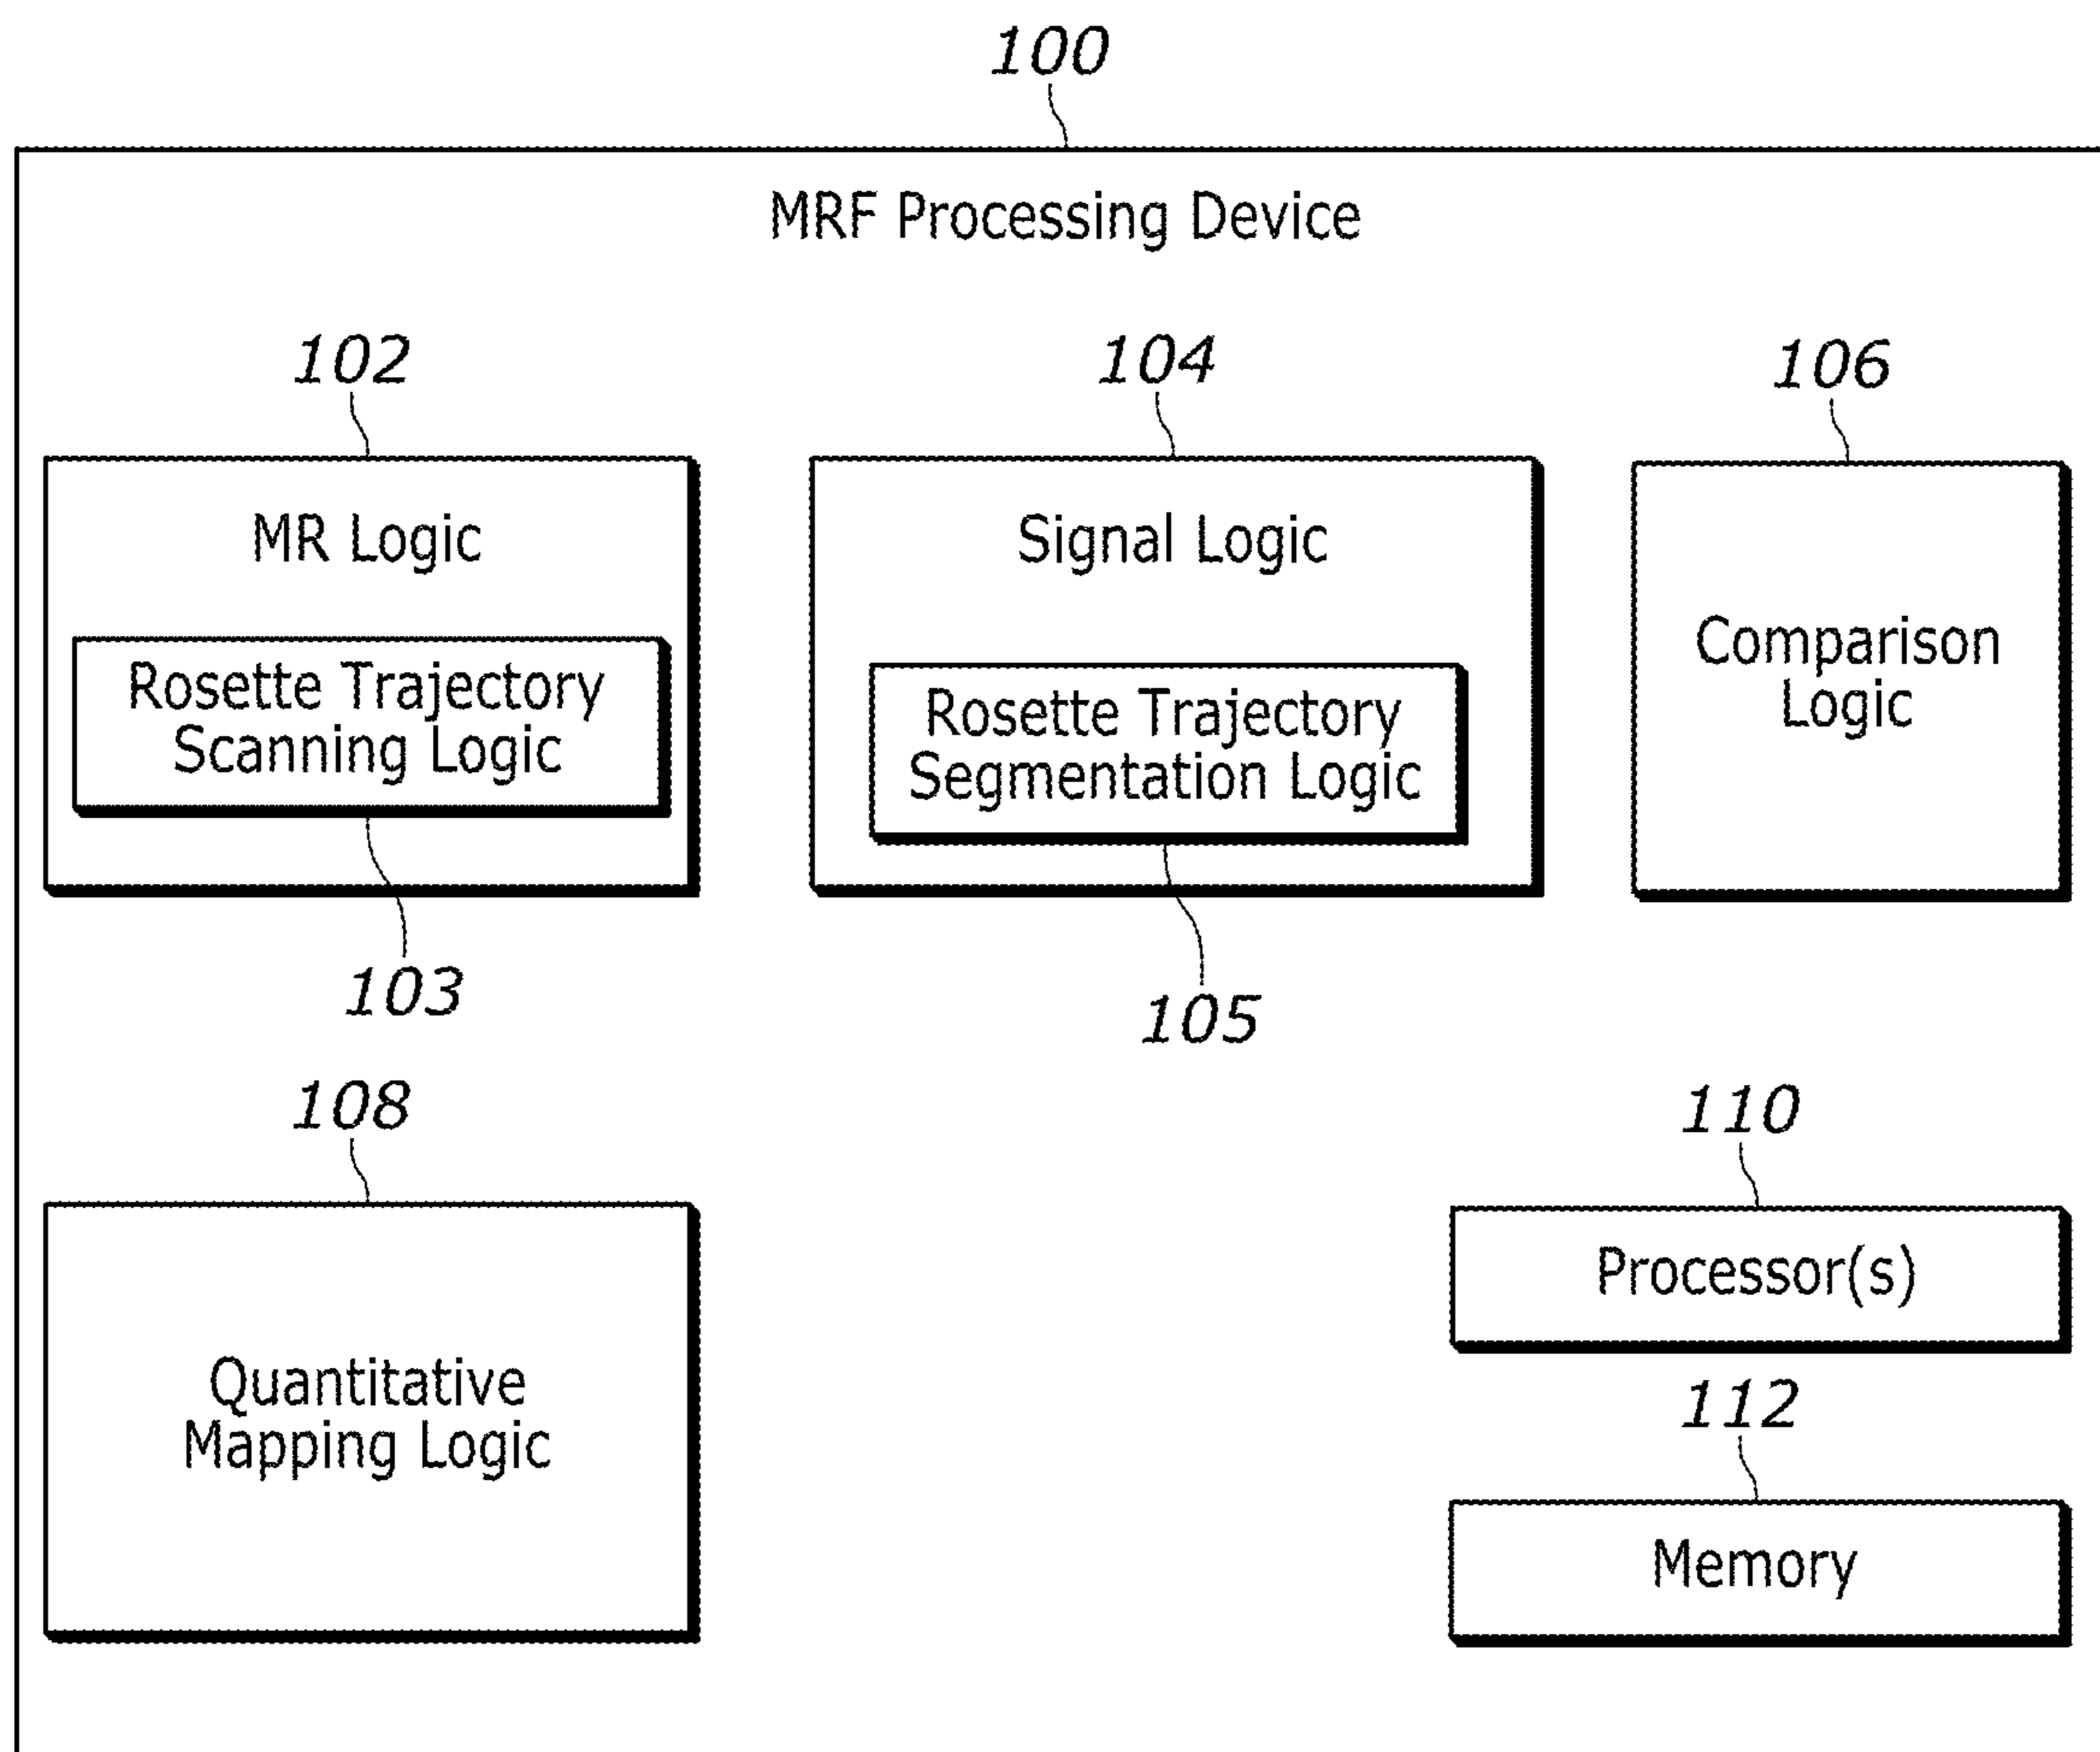 100
MRF Processing Device
102
104
106
MR Logic
Signal Logic
Rosette Trajectory
Scanning Logic
Rosette Trajectory
Segmentation Logic
Comparison
Logic
103
105
108
110
Quantitative
Mapping Logic
Processor(s)
112
Memory